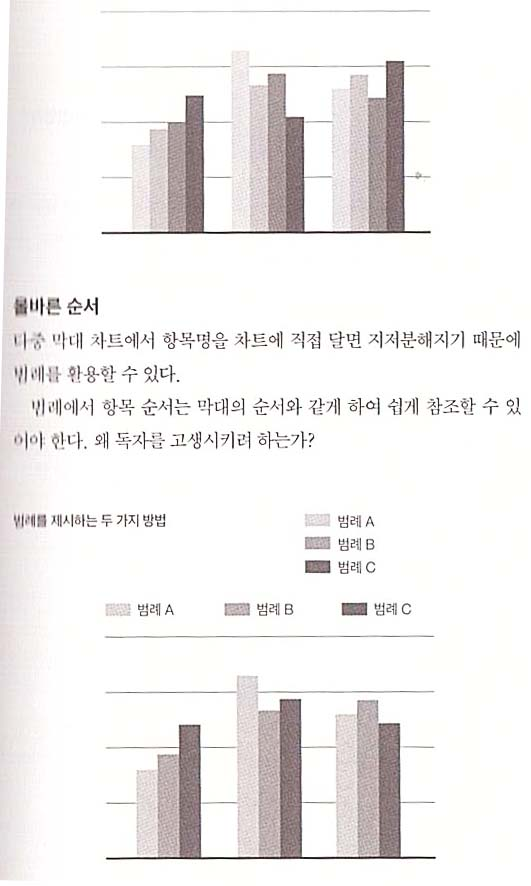 올바른 순서
다중 막대 차트에서 항목명을 차트에 직접 달면 지저분해지기 때문에
범례를 활용할 수 있다.
범례에서 항목 순서는 막대의 순서와 같게 하여 쉽게 참조할 수 있
어야 한다. 왜 독자를 고생시키려 하는가?
범례를 제시하는 두 가지 방법
범례 A
범례 B
범례 C
범례 A 범례 B 범례 C